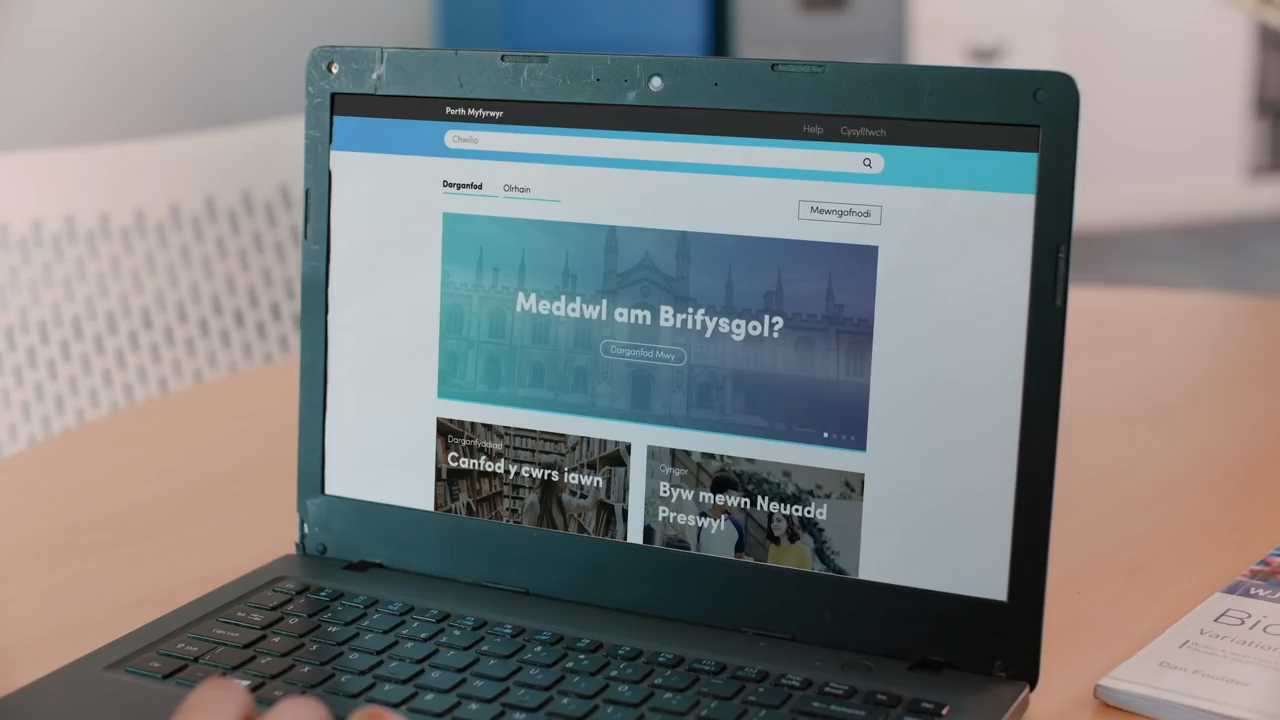 Porth Myfyrwyr
Help Cysylltwch
Chwilio
Darganfod Olrhain
Mewngofnodi
Meddwl am Brifysgol?
Darganfod Mwy
Darganfyddiad
Canfod y cwrs iawn
Cyngor
Byw mewn Neuadd
Preswyl
WJ
Bio
Variation
Dan Foulder